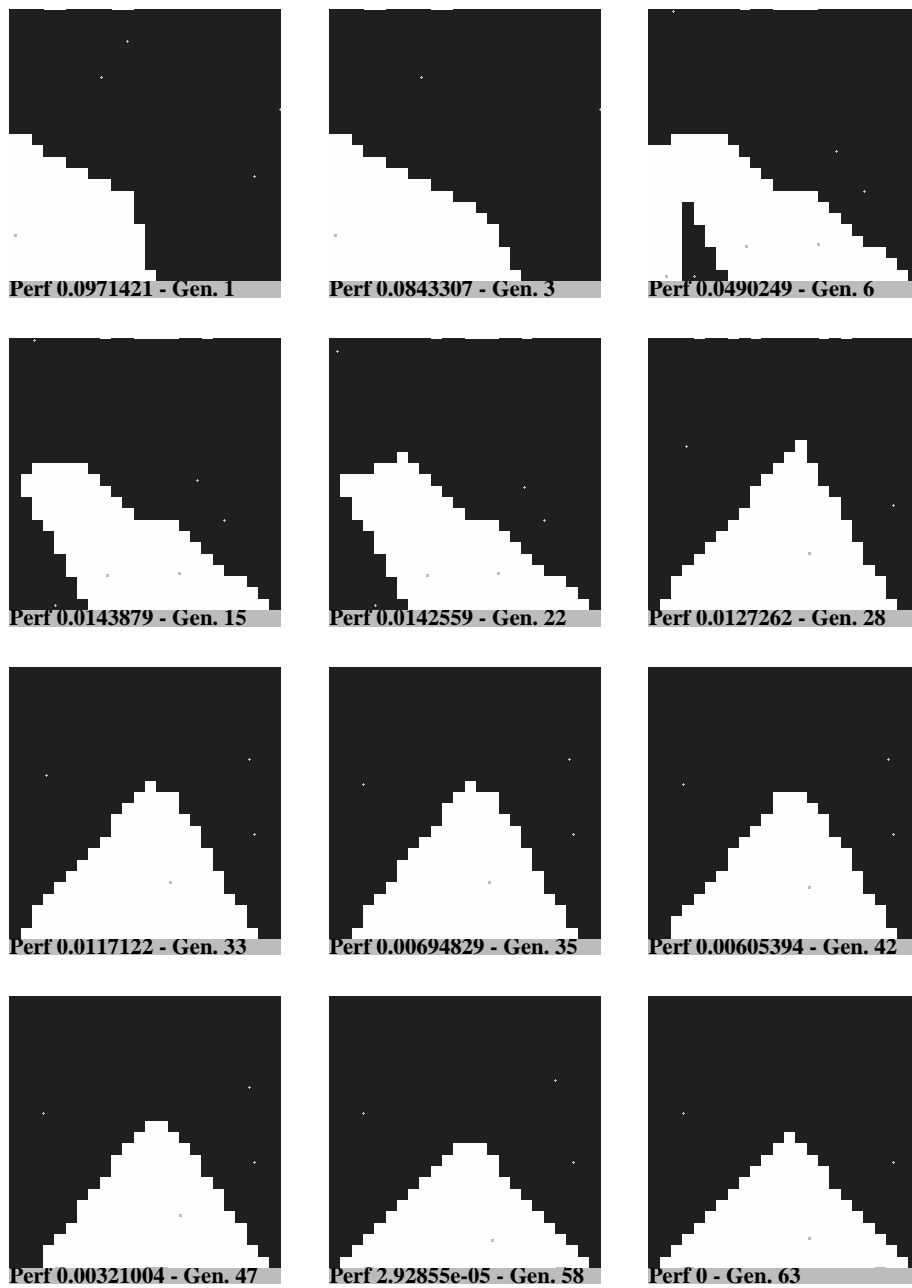 Perf 0.0971421 - Gen. 1
Perf 0.0843307 - Gen. 3
Perf 0.0490249 - Gen. 6
Perf 0.0143879 - Gen. 15
Perf 0.0142559 - Gen. 22
Perf 0.0127262 - Gen. 28
Perf 0.0117122 - Gen. 33
Perf 0.00694829 - Gen. 35
Perf 0.00605394 - Gen. 42
Perf 0.00321004 - Gen. 47
Perf 2.92855e-05 - Gen. 58
Perf 0 - Gen. 63